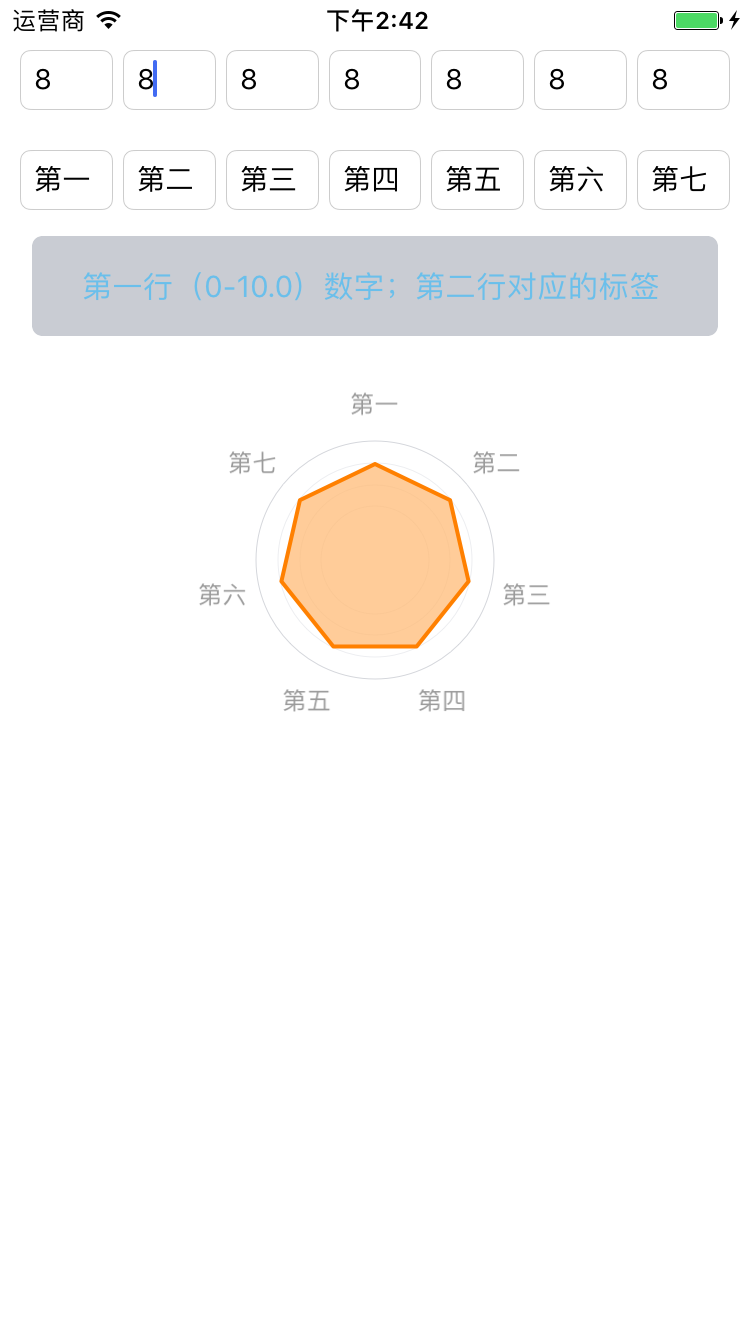 运营商 下午2:42
8 8 8 8 8 8 8
第一 第二 第三 第四 第五 第六 第七
第一行（0-10.0）数字；第二行对应的标签
第一
第七 第二
第六 第三
第五 第四